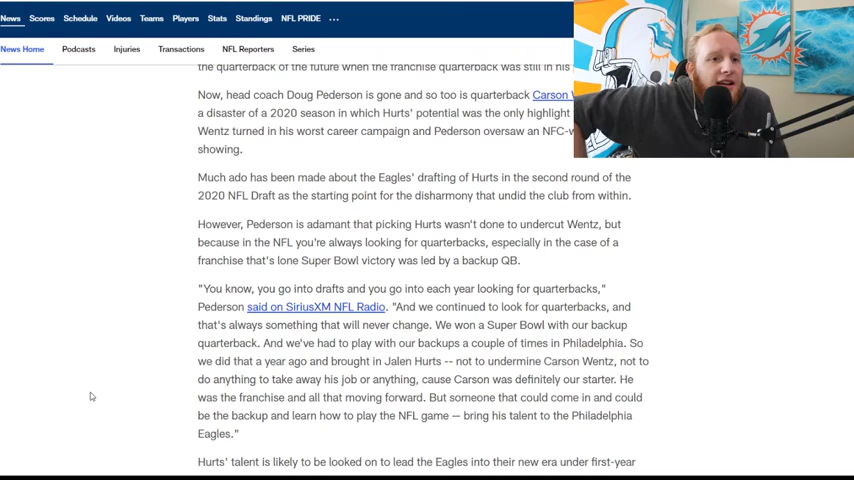 News Scores Schedule Videos Teams Players Stats Standings NFL PRIDE ...
News Home Podcasts Injuries Transactions NFL Reporters Series
the quarterback of the future when the franchise quarterback was still in his
Now, head coach Doug Pederson is gone and so too is quarterback Carson W
a disaster of a 2020 season in which Hurts' potential was the only highlight
Wentz turned in his worst career campaign and Pederson oversaw an NFC-w
showing.
Much ado has been made about the Eagles' drafting of Hurts in the second round of the
2020 NFL Draft as the starting point for the disharmony that undid the club from within.
However, Pederson is adamant that picking Hurts wasn't done to undercut Wentz, but
because in the NFL you're always looking for quarterbacks, especially in the case of a
franchise that's lone Super Bowl victory was led by a backup QB.
"You know, you go into drafts and you go into each year looking for quarterbacks,"
Pederson said on SiriusXM NFL Radio. "And we continued to look for quarterbacks, and
that's always something that will never change. We won a Super Bowl with our backup
quarterback. And we've had to play with our backups a couple of times in Philadelphia. So
we did that a year ago and brought in Jalen Hurts -- not to undermine Carson Wentz, not to
do anything to take away his job or anything, cause Carson was definitely our starter. He
was the franchise and all that moving forward. But someone that could come in and could
be the backup and learn how to play the NFL game — bring his talent to the Philadelphia
Eagles."
Hurts' talent is likely to be looked on to lead the Eagles into their new era under first-year